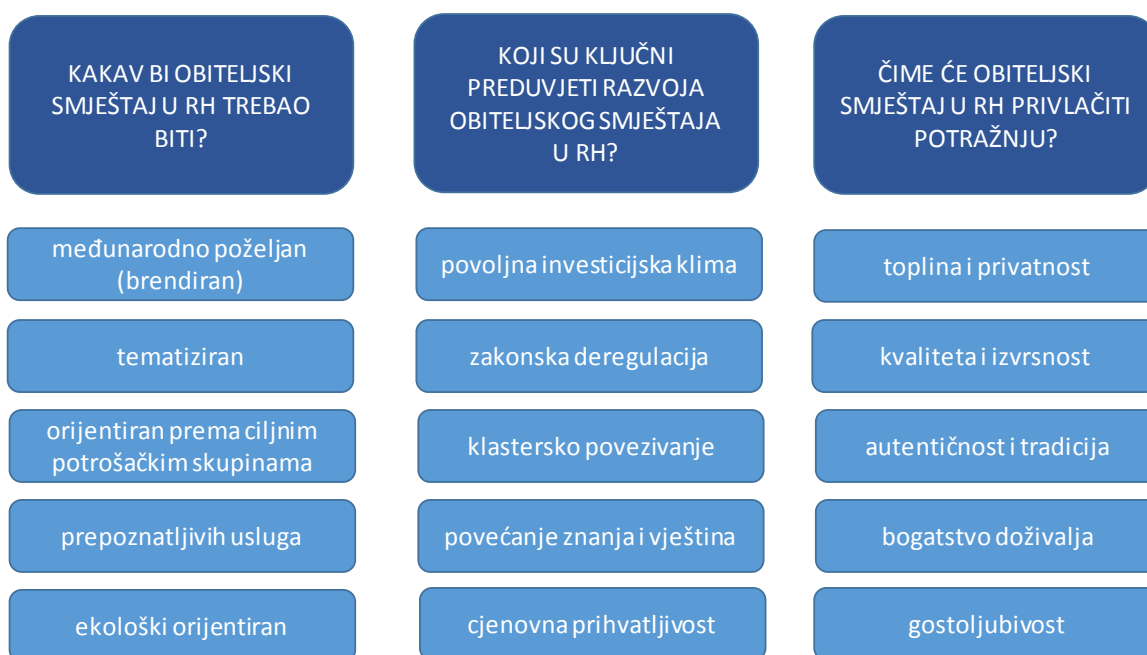 KAKAV BI OBITELJSKI
SMJEŠTAJ U RH TREBAO
BITI?
međunarodno poželjan
(brendiran)
tematiziran
orijentiran prema ciljnim
potrošačkim skupinama
prepoznatljivih usluga
ekološki orijentiran
KOJI SU KLJUČNI
PREDUVJETI RAZVOJA
OBITELJSKOG SMJEŠTAJA
U RH?
povoljna investicijska klima
zakonska deregulacija
klastersko povezivanje
povećanje znanja i vještina
cjenovna prihvatljivost
ČIME ĆE OBITELJSKI
SMJEŠTAJ U RH PRIVLAČITI
POTRAŽNJU?
toplina i privatnost
kvaliteta i izvrsnost
autentičnost i tradicija
bogatstvo doživalja
gostoljubivost